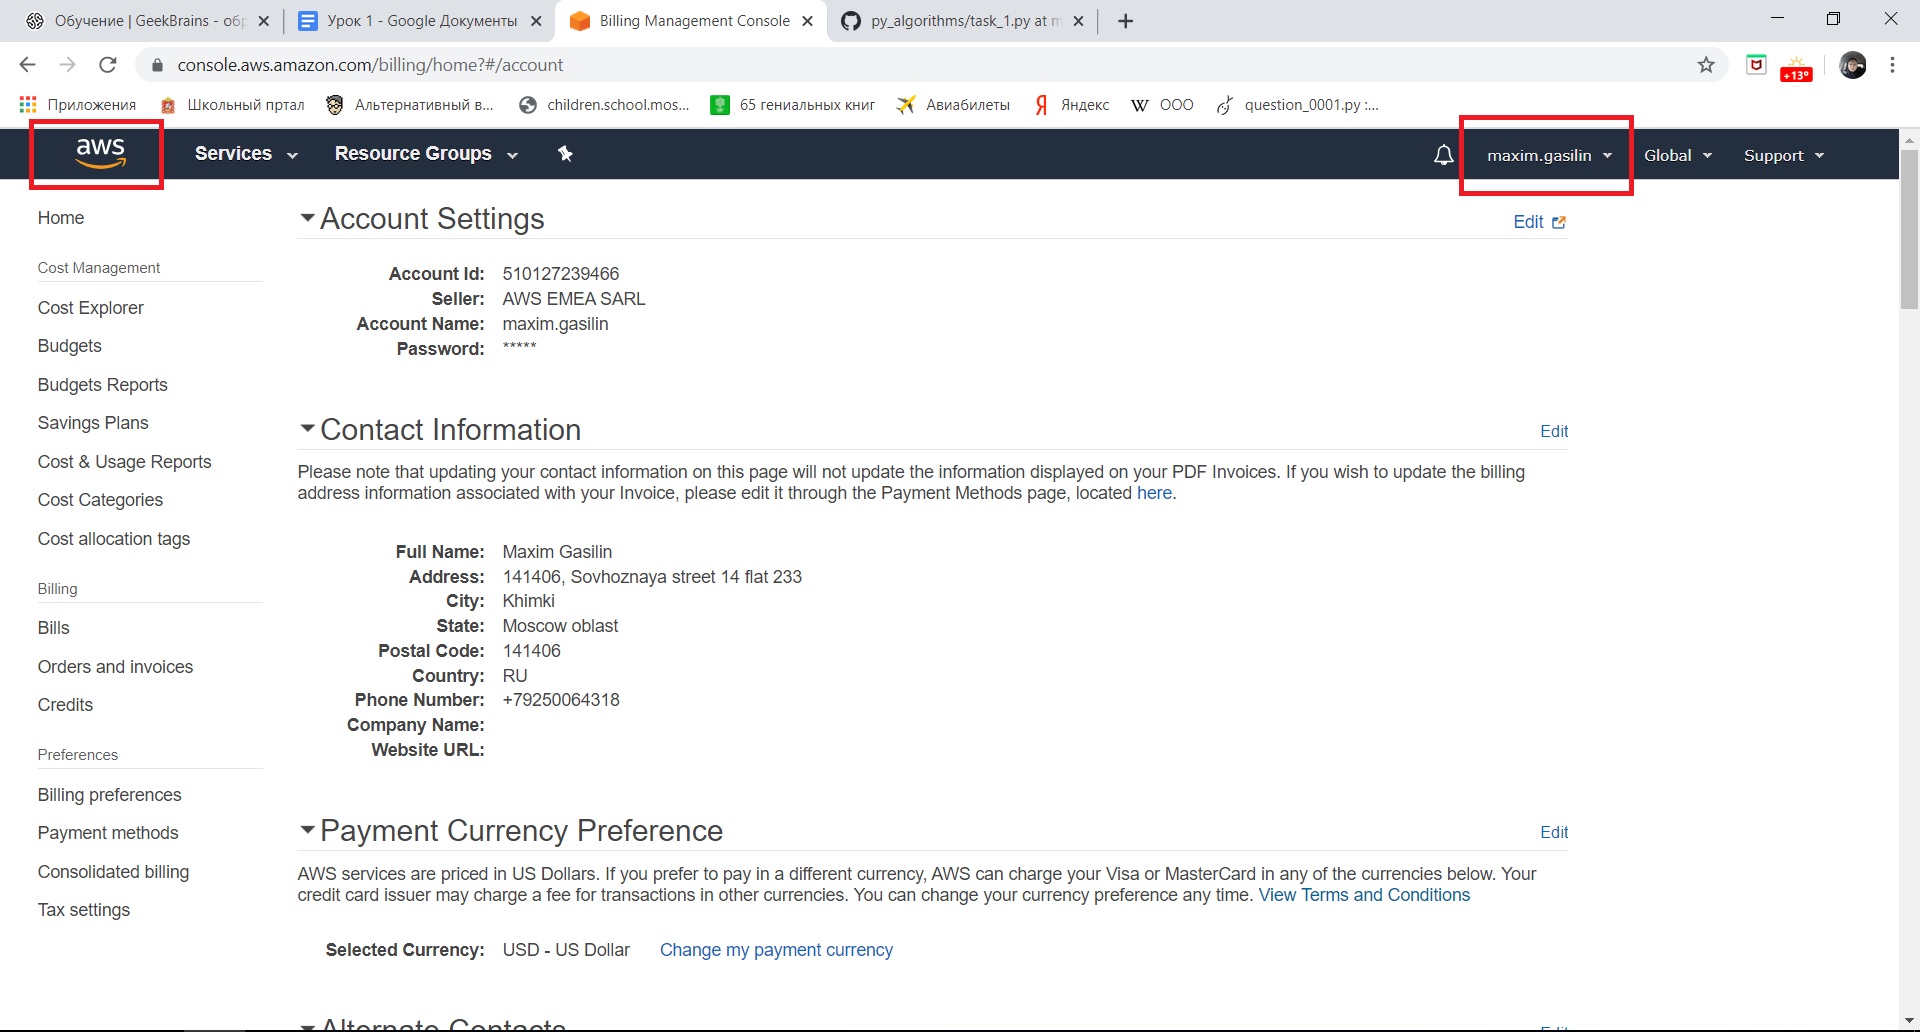 Обучение | GeekBrains - обр
Урок 1 - Google Документы
Billing Management Console
py_algorithms/task_1.py at m
console.aws.amazon.com/billing/home?#/account
+13°
Приложения
Школьный пртал
Альтернативный в...
children.school.mos...
65 гениальных книг
Авиабилеты
Яндекс
ООО
question_0001.py :...
aws
Services
Resource Groups
maxim.gasilin
Global
Support
Home
Cost Management
Cost Explorer
Budgets
Budgets Reports
Savings Plans
Cost & Usage Reports
Cost Categories
Cost allocation tags
Billing
Bills
Orders and invoices
Credits
Preferences
Billing preferences
Payment methods
Consolidated billing
Tax settings
Account Settings
Edit
Account Id: 510127239466
Seller: AWS EMEA SARL
Account Name: maxim.gasilin
Password: *****
Contact Information
Edit
Please note that updating your contact information on this page will not update the information displayed on your PDF Invoices. If you wish to update the billing
address information associated with your Invoice, please edit it through the Payment Methods page, located here.
Full Name: Maxim Gasilin
Address: 141406, Sovhoznaya street 14 flat 233
City: Khimki
State: Moscow oblast
Postal Code: 141406
Country: RU
Phone Number: +79250064318
Company Name:
Website URL:
Payment Currency Preference
Edit
AWS services are priced in US Dollars. If you prefer to pay in a different currency, AWS can charge your Visa or MasterCard in any of the currencies below. Your
credit card issuer may charge a fee for transactions in other currencies. You can change your currency preference any time. View Terms and Conditions
Selected Currency: USD - US Dollar Change my payment currency
Alternate Contacts
Edit